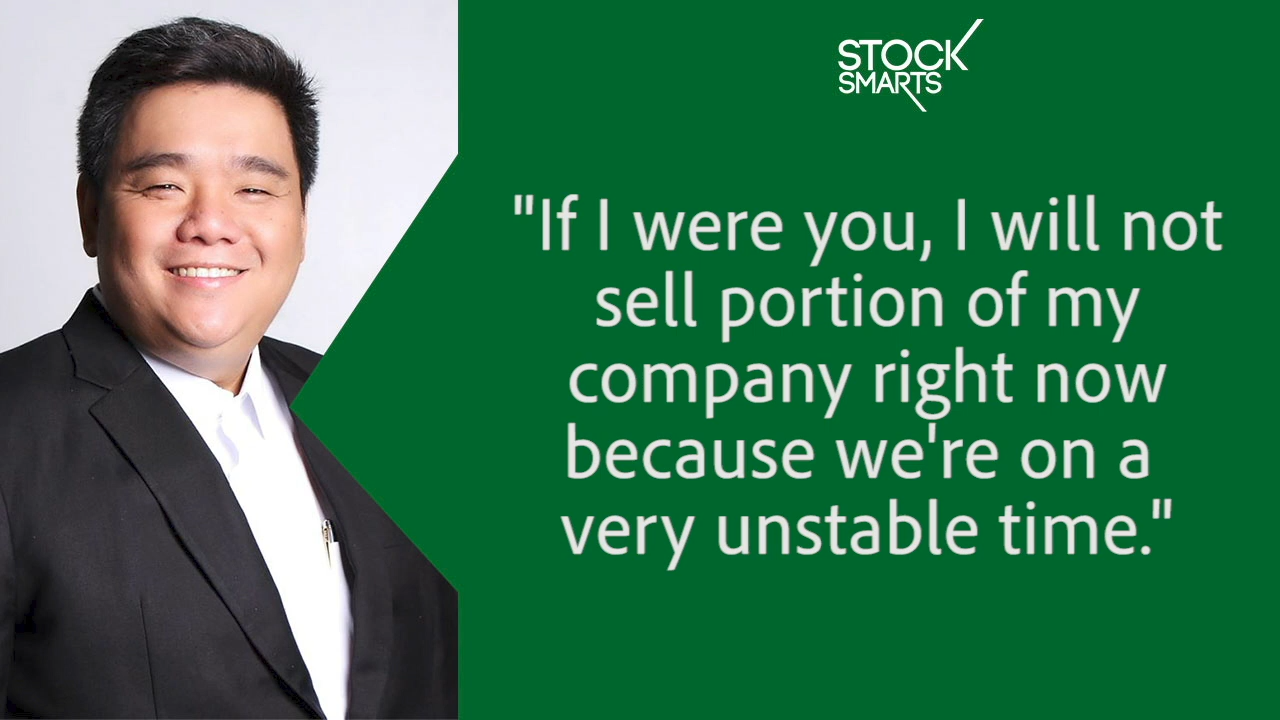 STOCK
SMARTS
"If I were you, I will not
sell portion of my
company right now
because we're on a
very unstable time."